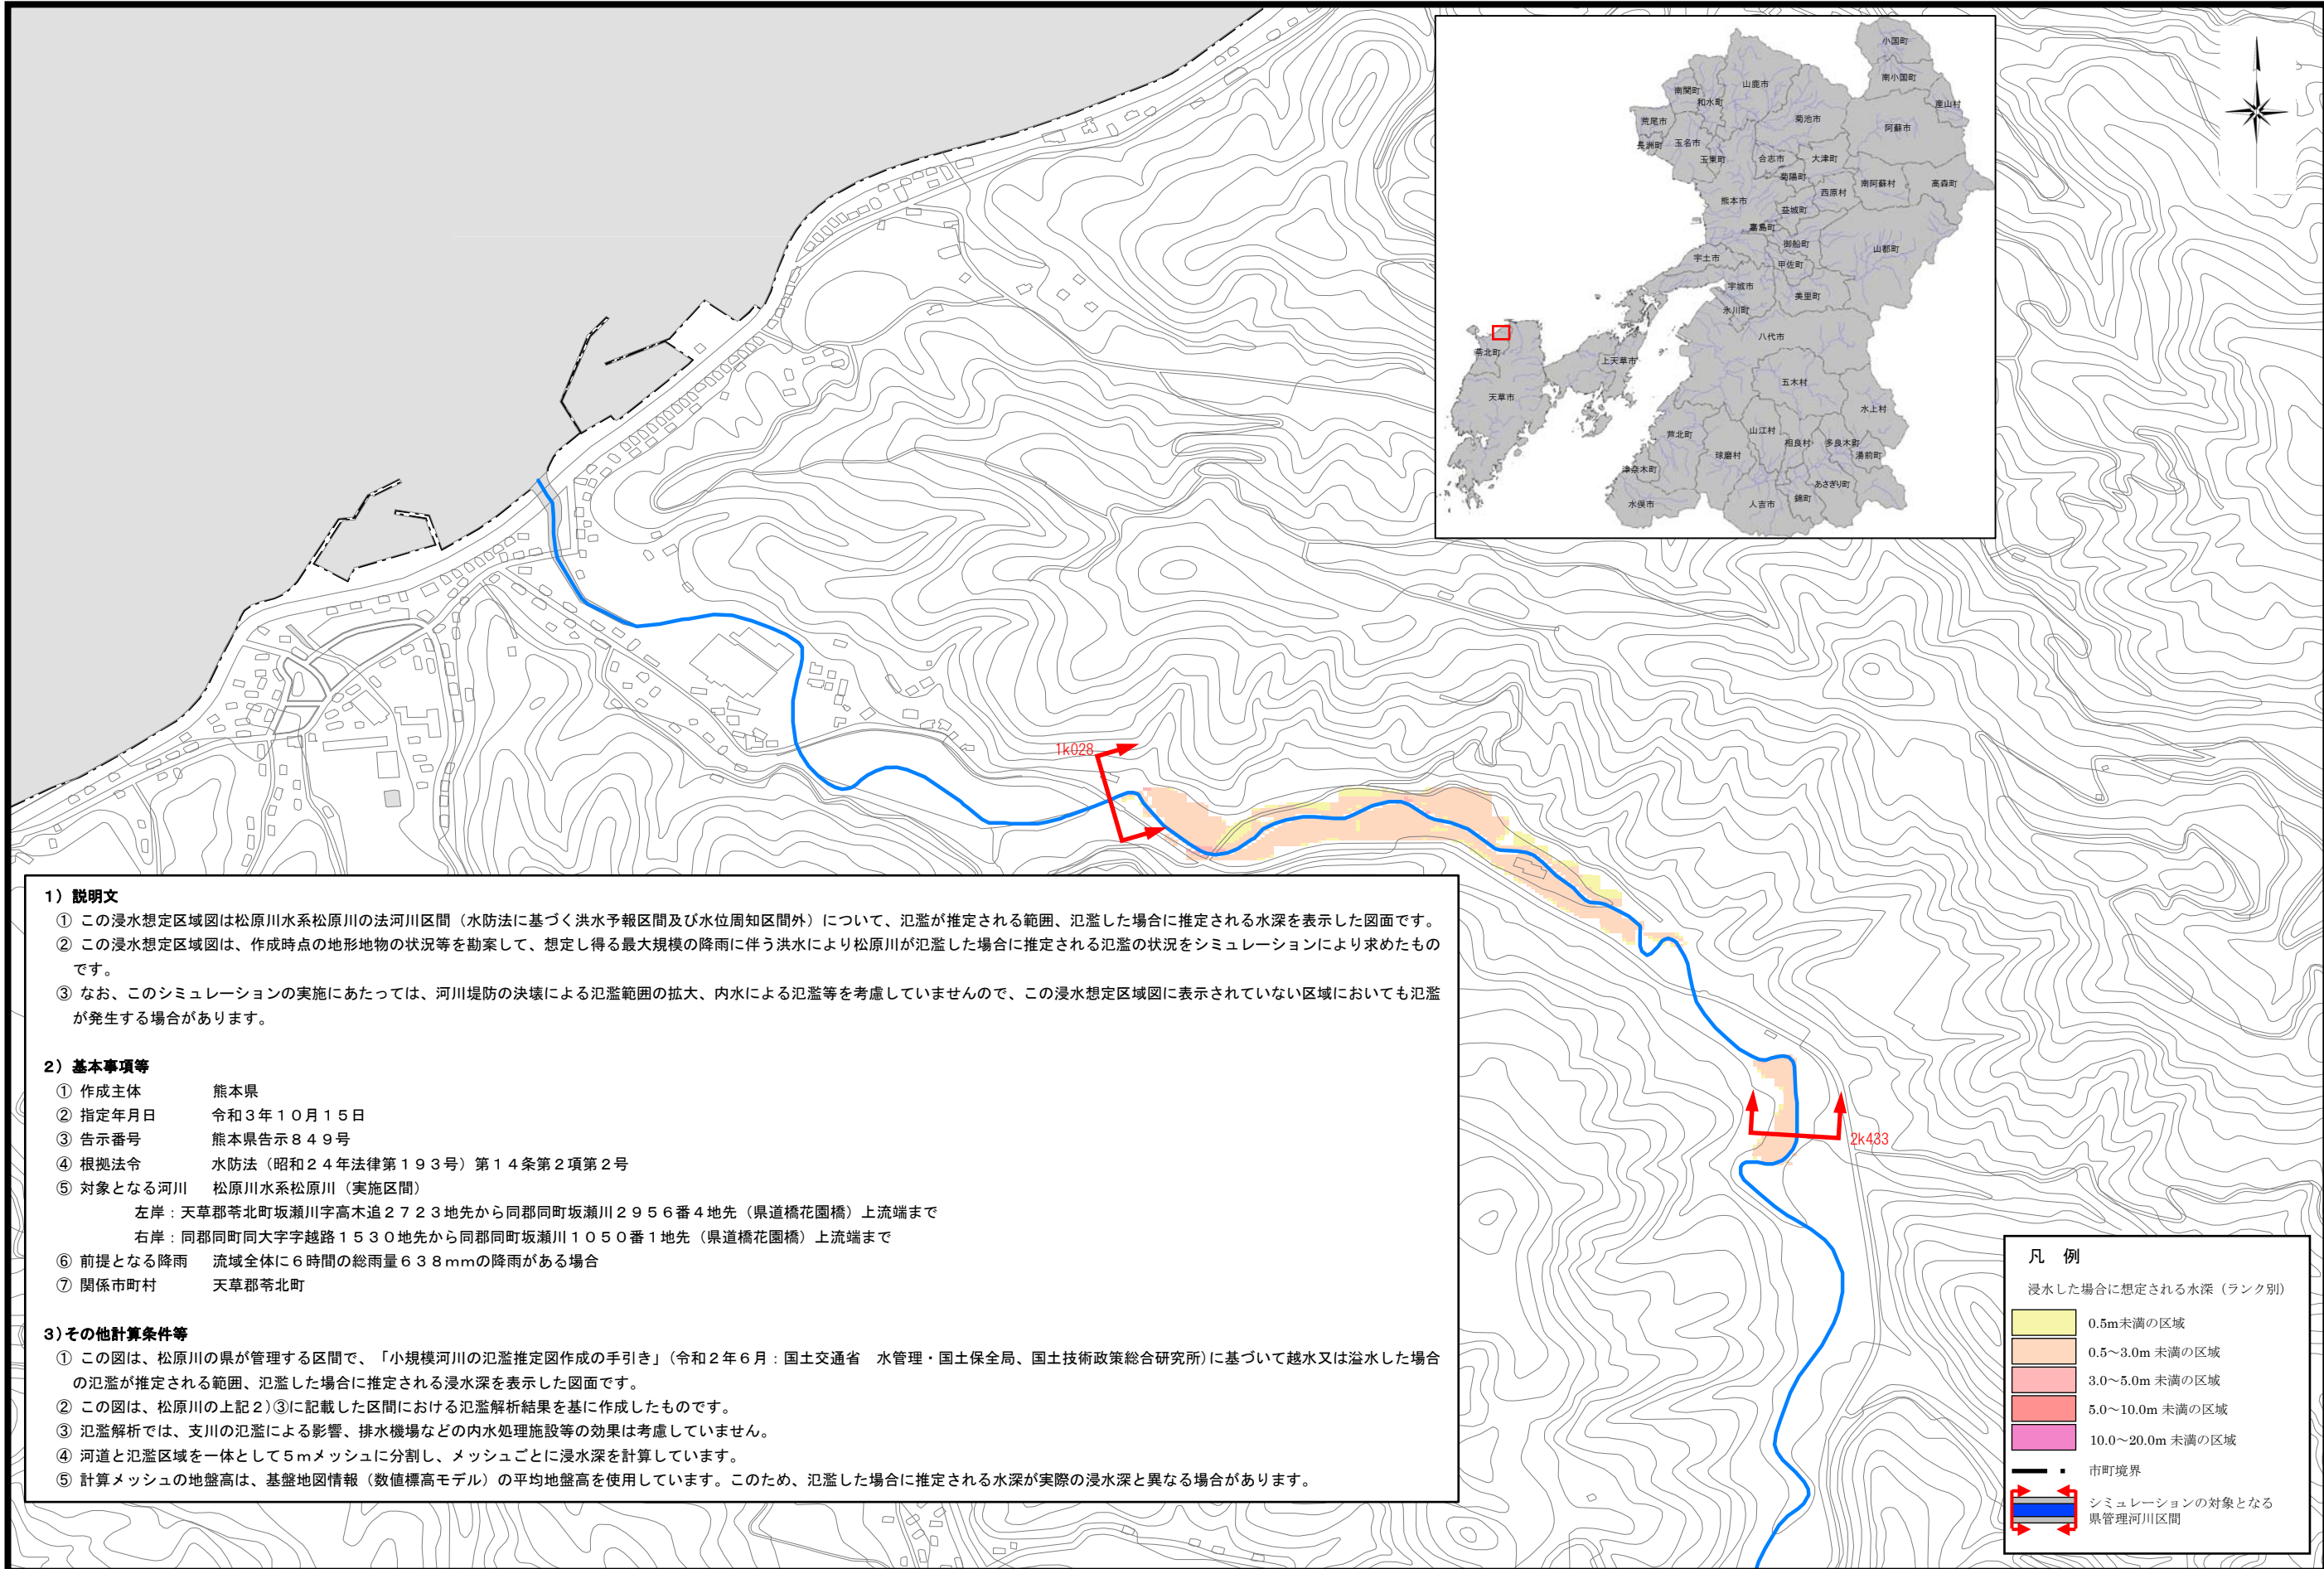 小国町
南小国町
産山村
山鹿市
南関町
和水町
荒尾市
菊池市
阿蘇市
長洲町
玉名市
玉東町
合志市
大津町
菊陽町
西原村
南阿蘇村
高森町
熊本市
益城町
嘉島町
御船町
山都町
宇土市
甲佐町
宇城市
美里町
氷川町
八代市
苓北町
上天草市
天草市
五木村
水上村
芦北町
山江村
相良村
多良木町
湯前町
球磨村
津奈木町
あさぎり町
水俣市
人吉市
錦町
1k028
2k433
1）説明文
① この浸水想定区域図は松原川水系松原川の法河川区間（水防法に基づく洪水予報区間及び水位周知区間外）について、氾濫が推定される範囲、氾濫した場合に推定される水深を表示した図面です。
② この浸水想定区域図は、作成時点の地形地物の状況等を勘案して、想定し得る最大規模の降雨に伴う洪水により松原川が氾濫した場合に推定される氾濫の状況をシミュレーションにより求めたもの
です。
③ なお、このシミュレーションの実施にあたっては、河川堤防の決壊による氾濫範囲の拡大、内水による氾濫等を考慮していませんので、この浸水想定区域図に表示されていない区域においても氾濫
が発生する場合があります。
2）基本事項等
① 作成主体　熊本県
② 指定年月日　令和３年１０月１５日
③ 告示番号　熊本県告示８４９号
④ 根拠法令　水防法（昭和２４年法律第１９３号）第１４条第２項第２号
⑤ 対象となる河川　松原川水系松原川（実施区間）
左岸：天草郡苓北町坂瀬川字高木追２７２３地先から同郡同町坂瀬川２９５６番４地先（県道橋花園橋）上流端まで
右岸：同郡同町同大字字越路１５３０地先から同郡同町坂瀬川１０５０番１地先（県道橋花園橋）上流端まで
⑥ 前提となる降雨　流域全体に６時間の総雨量６３８ｍｍの降雨がある場合
⑦ 関係市町村　天草郡苓北町
3)その他計算条件等
① この図は、松原川の県が管理する区間で、「小規模河川の氾濫推定図作成の手引き」（令和２年６月：国土交通省　水管理・国土保全局、国土技術政策総合研究所)に基づいて越水又は溢水した場合
の氾濫が推定される範囲、氾濫した場合に推定される浸水深を表示した図面です。
② この図は、松原川の上記２)③に記載した区間における氾濫解析結果を基に作成したものです。
③ 氾濫解析では、支川の氾濫による影響、排水機場などの内水処理施設等の効果は考慮していません。
④ 河道と氾濫区域を一体として５ｍメッシュに分割し、メッシュごとに浸水深を計算しています。
⑤ 計算メッシュの地盤高は、基盤地図情報（数値標高モデル）の平均地盤高を使用しています。このため、氾濫した場合に推定される水深が実際の浸水深と異なる場合があります。
凡　例
浸水した場合に想定される水深（ランク別）
0.5m未満の区域
0.5～3.0m 未満の区域
3.0～5.0m 未満の区域
5.0～10.0m 未満の区域
10.0～20.0m 未満の区域
市町境界
シミュレーションの対象となる
県管理河川区間